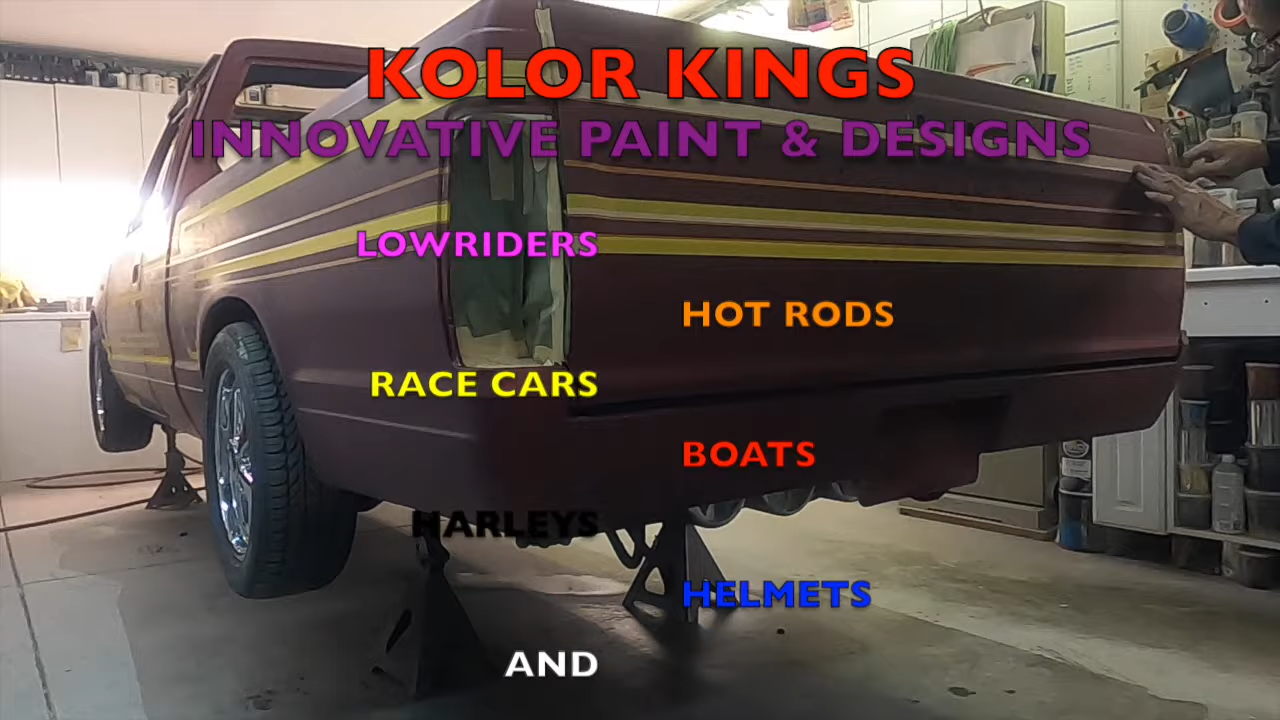 KOLOR KINGS
INNOVATIVE PAINT & DESIGNS
LOWRIDERS
HOT RODS
RACE CARS
BOATS
HARLEYS
HELMETS
AND